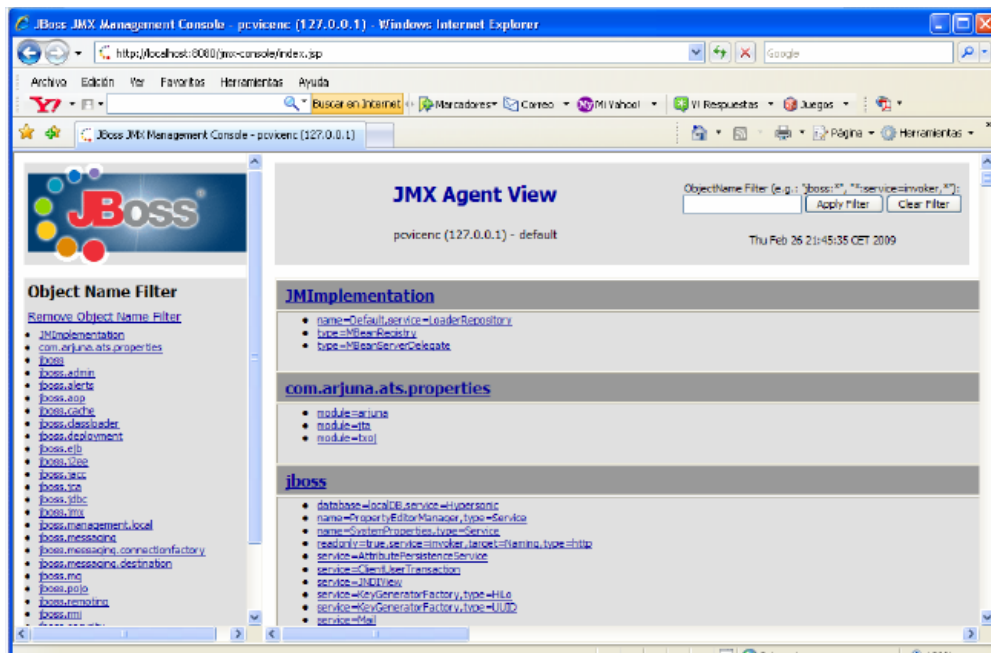 JBoss JMX Management Console - pcvicenc (127.0.0.1) - Windows Internet Explorer
http://localhost:8080/jmx-console/index.jsp
Google
Archivo Edición Ver Favoritos Herramientas Ayuda
Y7 Buscar en Internet Marcadores Correo Mi Yahoo! Y! Respuestas Juegos
JBoss JMX Management Console - pcvicenc (127.0.0.1)
Página Herramientas
JBoss
JMX Agent View
pcvicenc (127.0.0.1) - default
ObjectName Filter (e.g.: "jboss:*", "*:service=invoker,*"):
Apply Filter Clear Filter
Thu Feb 26 21:45:35 CET 2009
Object Name Filter
Remove Object Name Filter
JMImplementation
com.arjuna.ats.properties
jboss
jboss.admin
jboss.alerts
jboss.aop
jboss.cache
jboss.classloader
jboss.deployment
jboss.ejb
jboss.j2ee
jboss.jacc
jboss.jca
jboss.jdbc
jboss.jmx
jboss.management.local
jboss.messaging
jboss.messaging.connectionfactory
jboss.messaging.destination
jboss.mq
jboss.pojo
jboss.remoting
jboss.rmi
jboss.security
JMImplementation
name=Default,service=LoaderRepository
type=MBeanRegistry
type=MBeanServerDelegate
com.arjuna.ats.properties
module=arjuna
module=jta
module=txoj
jboss
database=localDB,service=Hypersonic
name=PropertyEditorManager,type=Service
name=SystemProperties,type=Service
readonly=true,service=invoker,target=Naming,type=http
service=AttributePersistenceService
service=ClientUserTransaction
service=JNDIView
service=KeyGeneratorFactory,type=HiLo
service=KeyGeneratorFactory,type=UUID
service=Mail